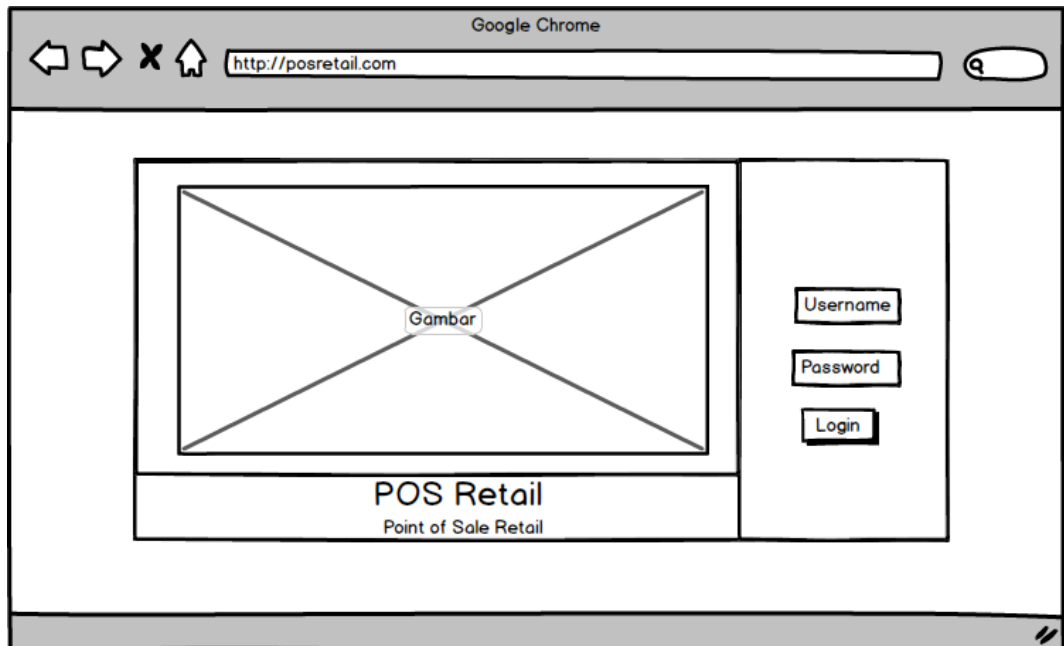 Google Chrome
http://posretail.com
Gambar
Username
Password
Login
POS Retail
Point of Sale Retail